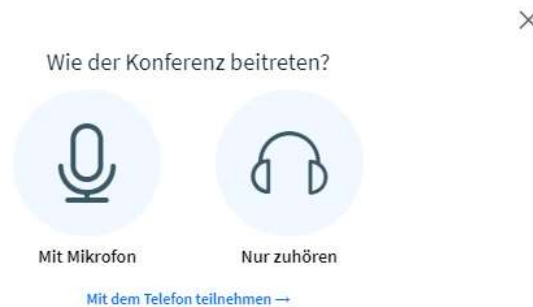 Wie der Konferenz beitreten?
Mit Mikrofon
Nur zuhören
Mit dem Telefon teilnehmen →